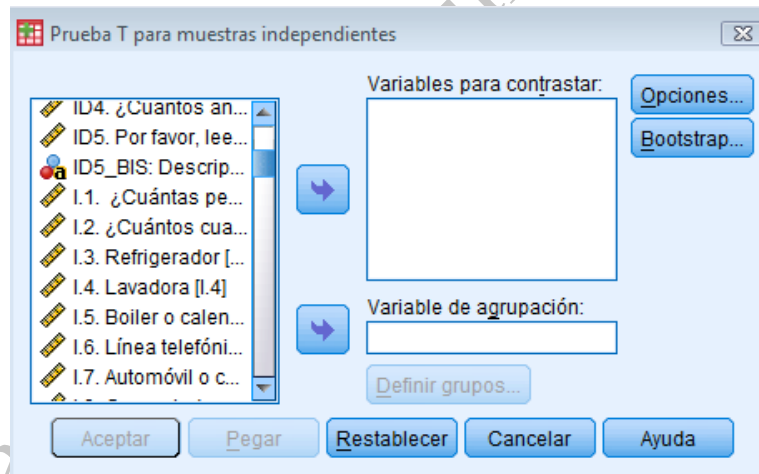 Prueba T para muestras independientes
ID4. ¿Cuántos an...
ID5. Por favor, lee...
ID5_BIS: Descrip...
I.1. ¿Cuántas pe...
I.2. ¿Cuántos cua...
I.3. Refrigerador [...
I.4. Lavadora [I.4]
I.5. Boiler o calen...
I.6. Línea telefóni...
I.7. Automóvil o c...
Variables para contrastar:
Opciones...
Bootstrap...
Variable de agrupación:
Definir grupos...
Aceptar
Pegar
Restablecer
Cancelar
Ayuda